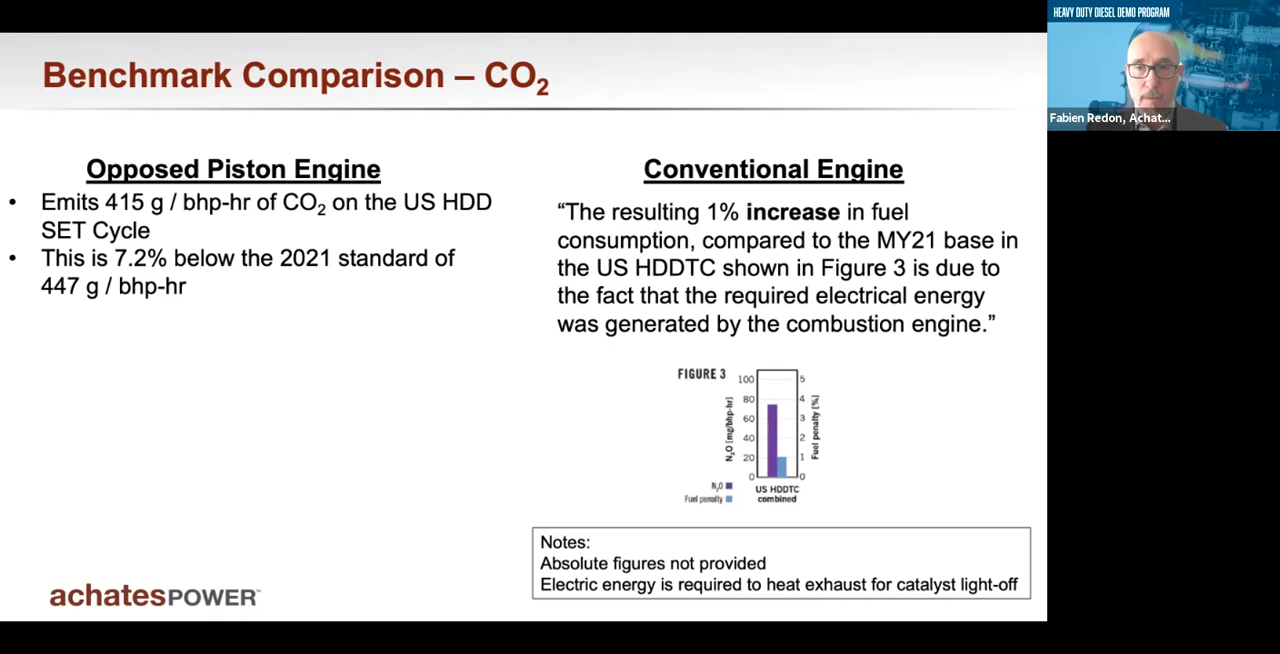 HEAVY DUTY DIESEL DEMO PROGRAM
Fabien Redon, Achat...
Benchmark Comparison – CO₂
Opposed Piston Engine
• Emits 415 g / bhp-hr of CO₂ on the US HDD
SET Cycle
• This is 7.2% below the 2021 standard of
447 g / bhp-hr
Conventional Engine
“The resulting 1% increase in fuel
consumption, compared to the MY21 base in
the US HDDTC shown in Figure 3 is due to
the fact that the required electrical energy
was generated by the combustion engine.”
FIGURE 3
100
80
60
40
20
0
N₂O [mg/bhp-hr]
5
4
3
2
1
0
Fuel penalty [%]
N₂O
Fuel penalty
US HDDTC
combined
Notes:
Absolute figures not provided
Electric energy is required to heat exhaust for catalyst light-off
achatesPOWER